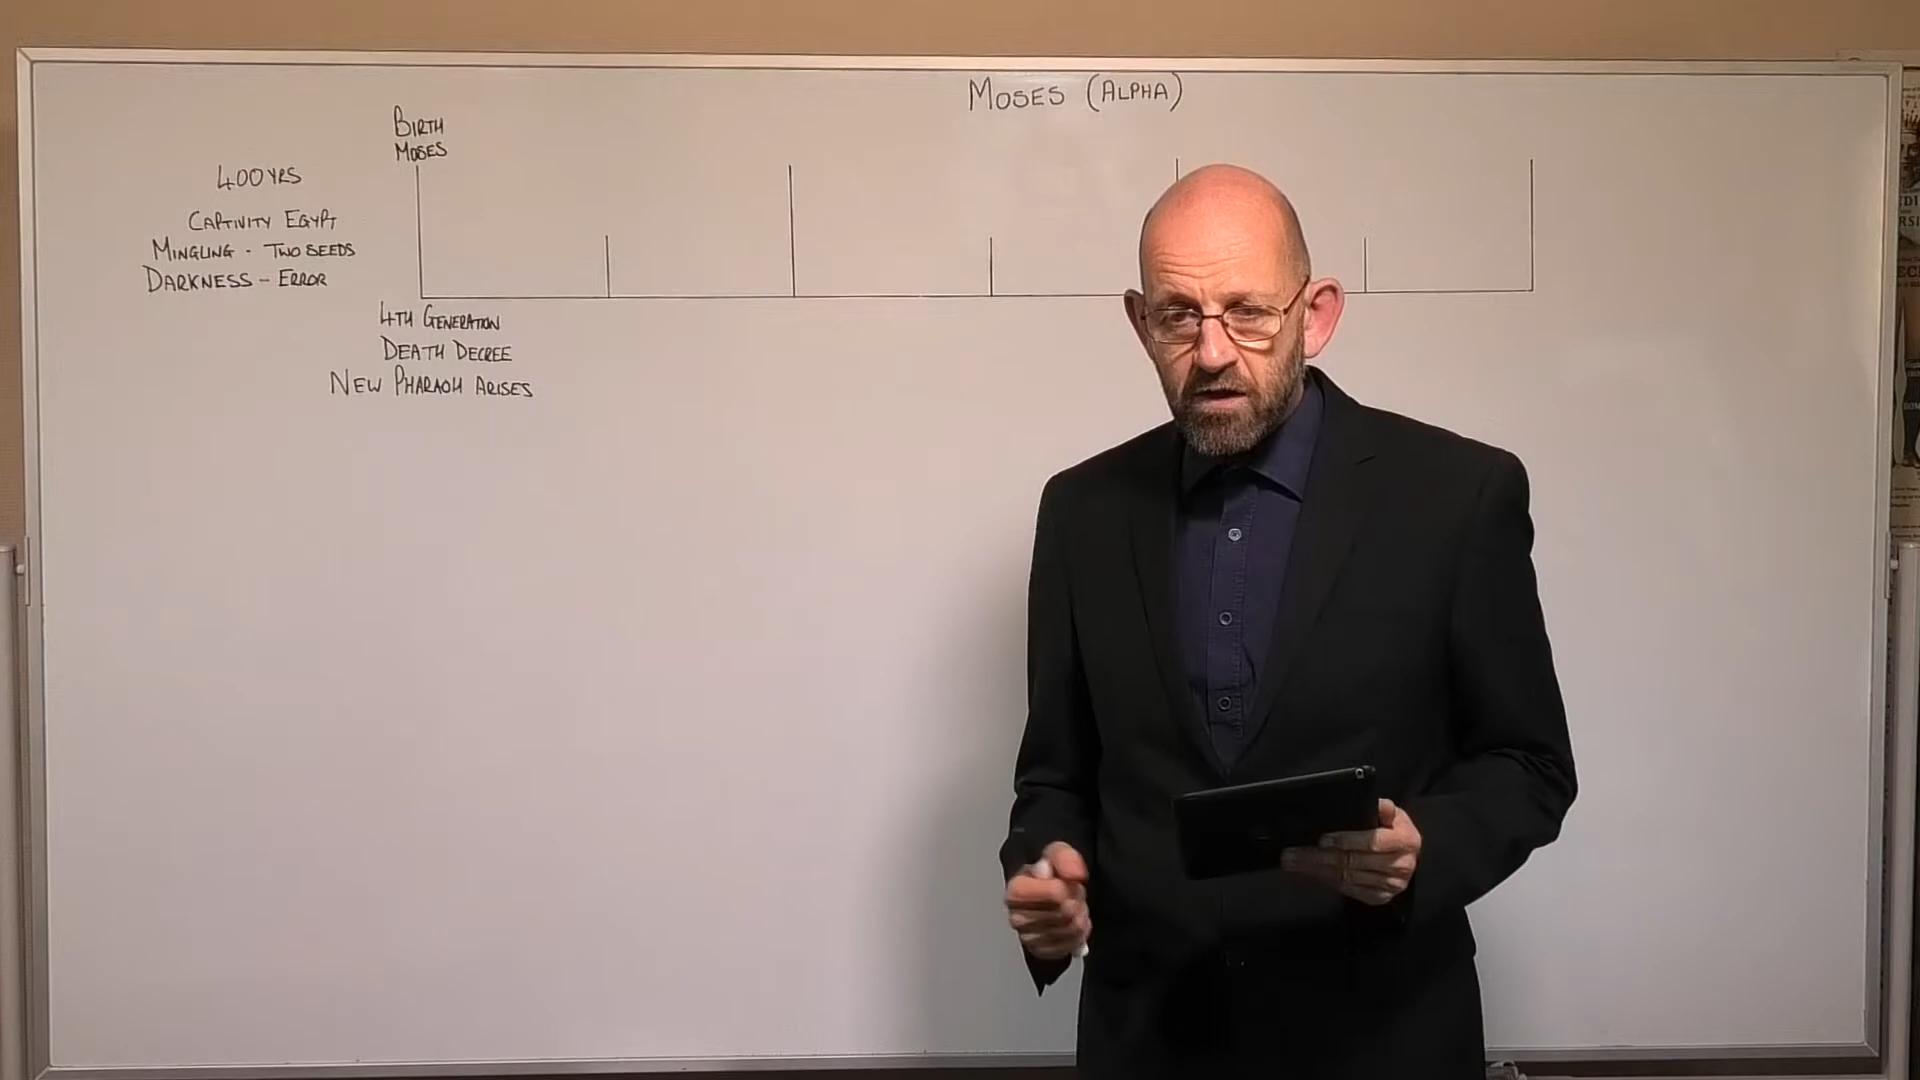 Moses (Alpha)
Birth
Moses
400 yrs
Captivity Egypt
Mingling - Two Seeds
Darkness - Error
4th Generation
Death Decree
New Pharaoh Arises